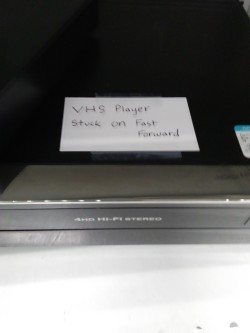 VHS Player
Stuck on Fast
Forward
4HD HI-FI STEREO